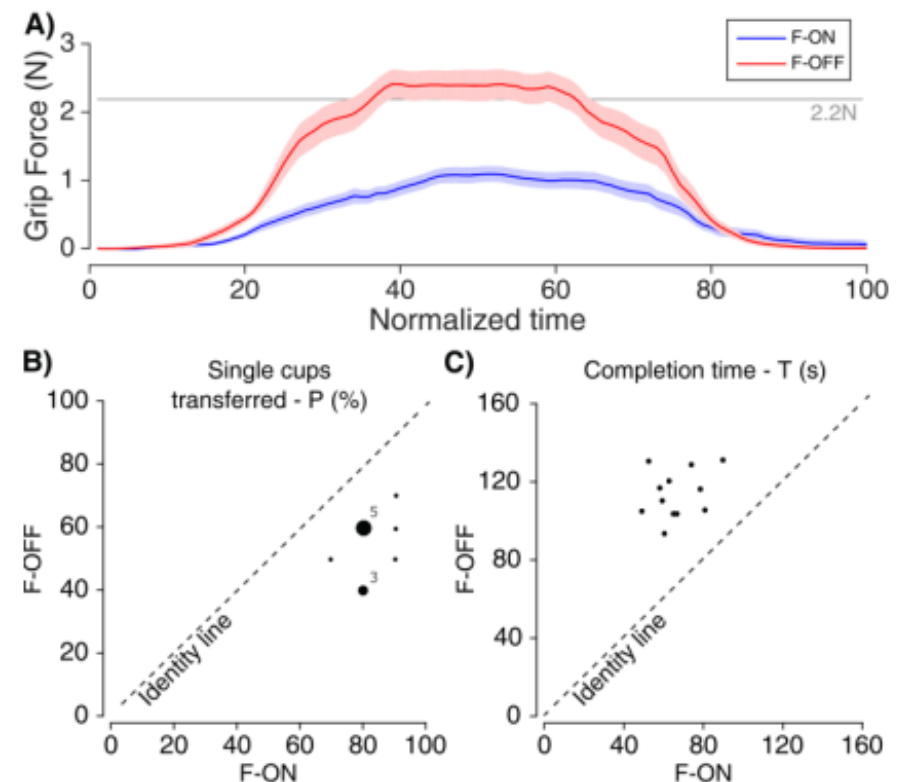 A)
3
2
1
0
Grip Force (N)
F-ON
F-OFF
2.2N
0 20 40 60 80 100
Normalized time
B)
Single cups
transferred - P (%)
100
80
60
40
20
0
F-OFF
5
3
Identity line
0 20 40 60 80 100
F-ON
C)
Completion time - T (s)
160
120
80
40
0
F-OFF
Identity line
0 40 80 120 160
F-ON